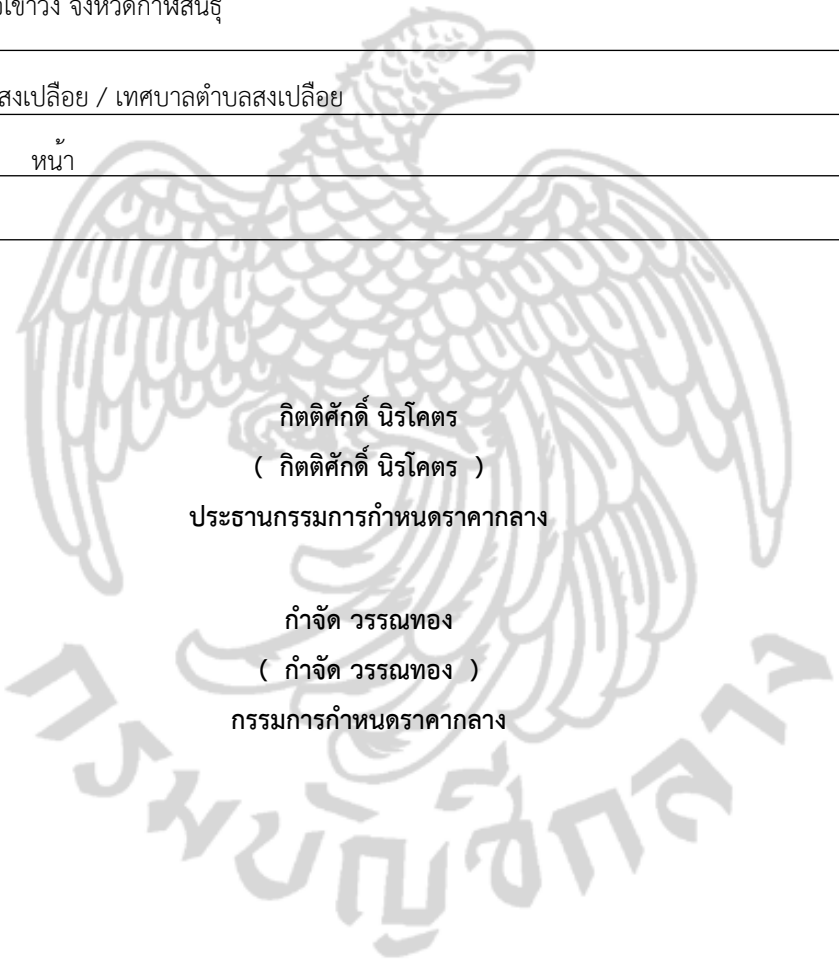 เขาวง จังหวัดกาฬสินธุ์
สงเปลือย / เทศบาลตำบลสงเปลือย
หน้า
กิตติศักดิ์ นิรโคตร
( กิตติศักดิ์ นิรโคตร )
ประธานกรรมการกำหนดราคากลาง
กำจัด วรรณทอง
( กำจัด วรรณทอง )
กรรมการกำหนดราคากลาง
กรมบัญชีกลาง